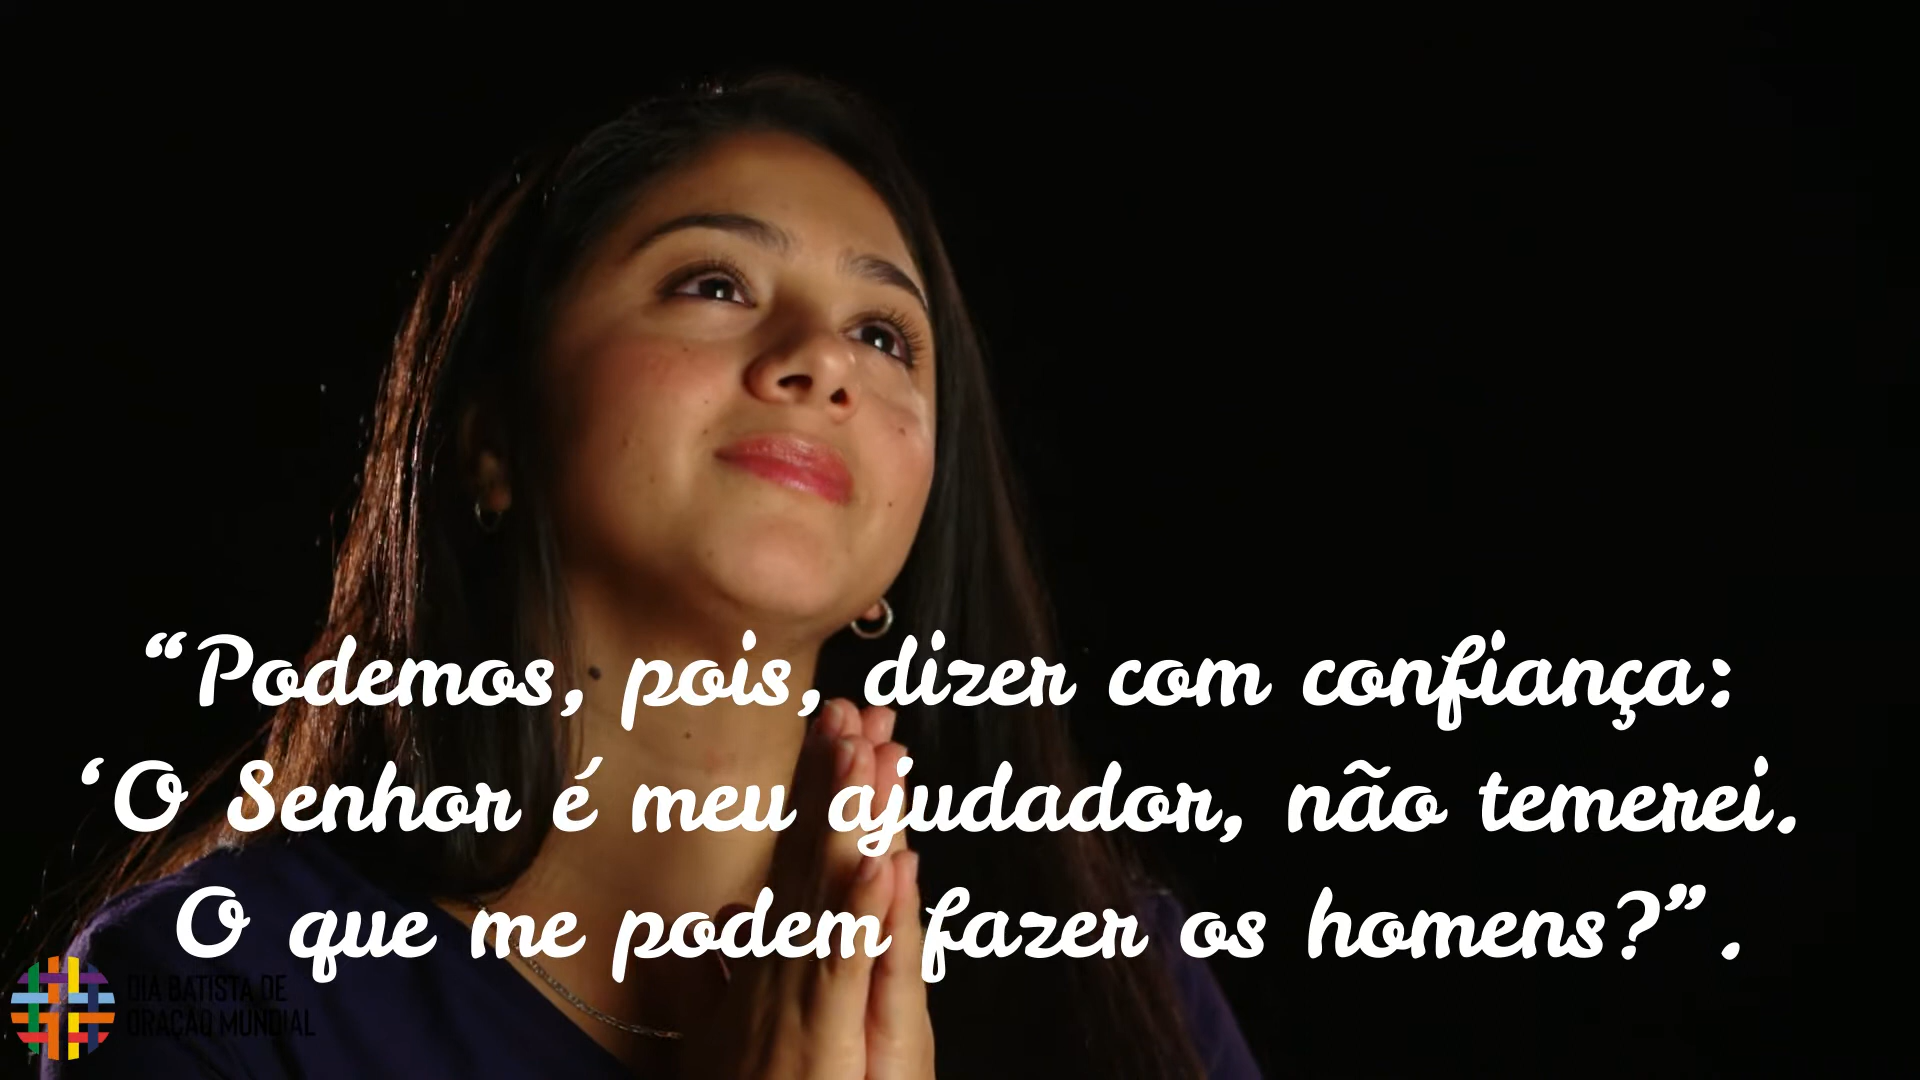 “Podemos, pois, dizer com confiança:
‘O Senhor é meu ajudador, não temerei.
O que me podem fazer os homens?”.
DIA BATISTA DE
ORAÇÃO MUNDIAL